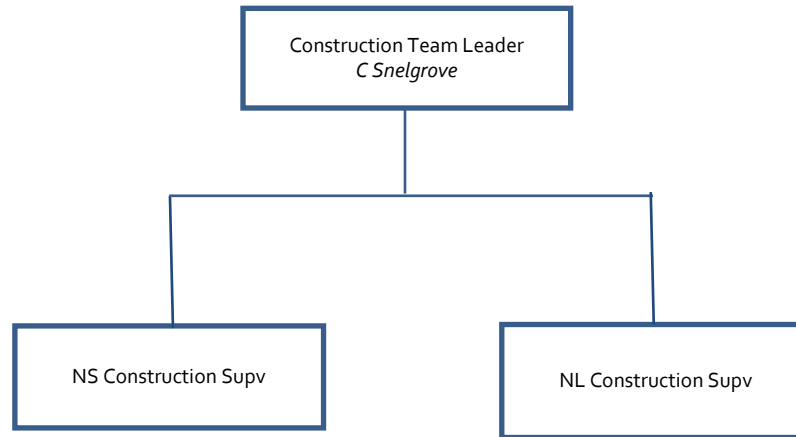 Construction Team Leader
C Snelgrove
NS Construction Supv
NL Construction Supv